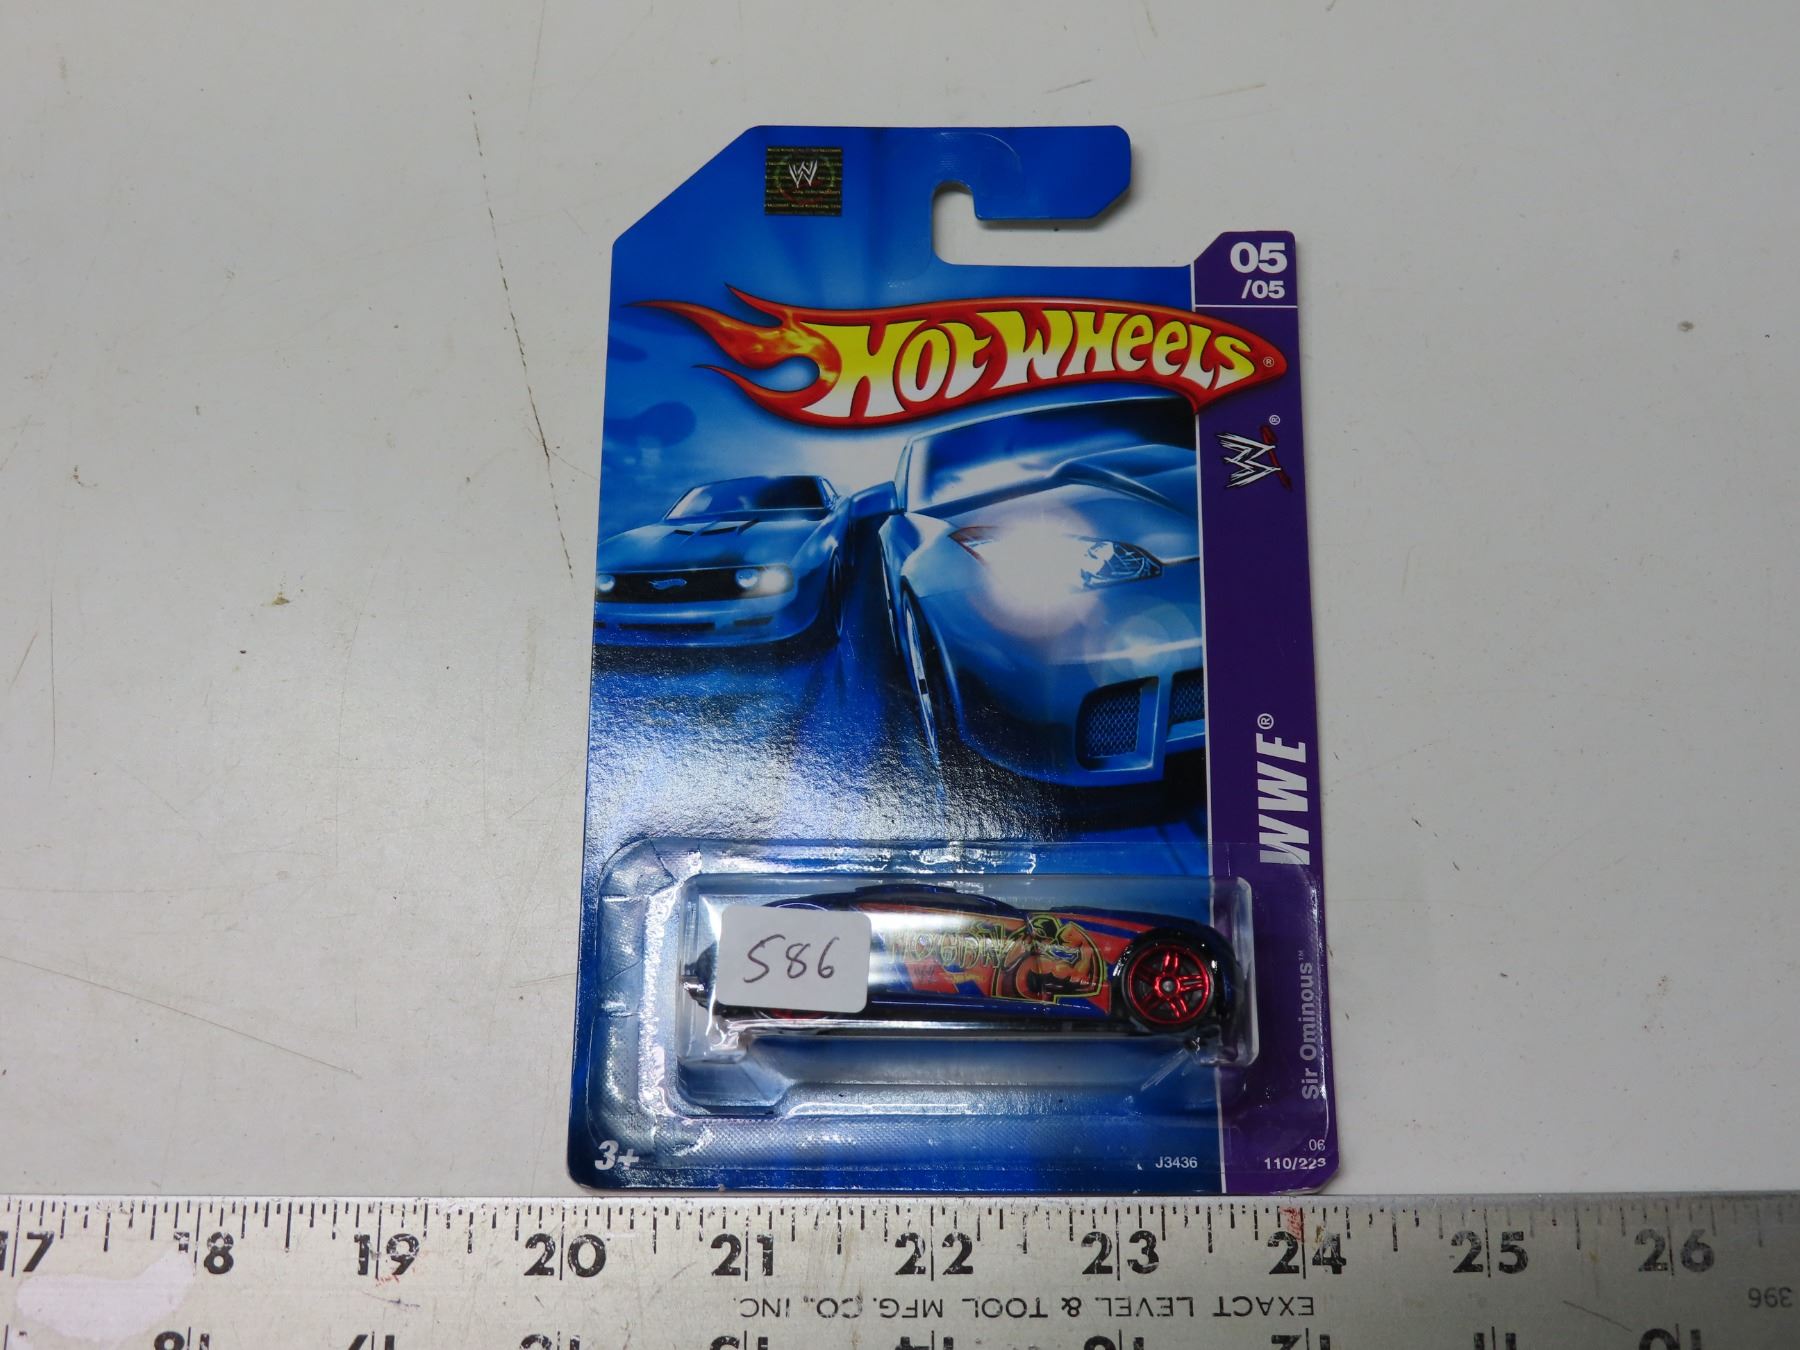 W
05
/05
HOT WHEELS®
W®
WWE®
586
Sir Ominous™
3+
J3436
06
110/223
17 18 19 20 21 22 23 24 25 26
EXACT LEVEL & TOOL MFG. CO., INC.
396